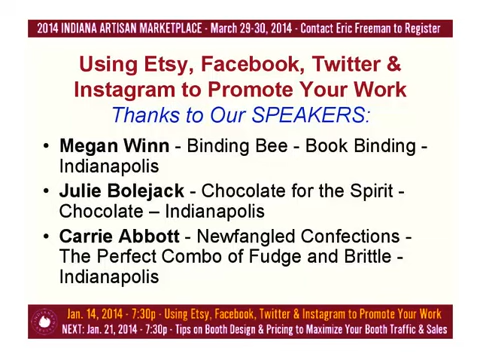 2014 INDIANA ARTISAN MARKETPLACE - March 29-30, 2014 - Contact Eric Freeman to Register
Using Etsy, Facebook, Twitter &
Instagram to Promote Your Work
Thanks to Our SPEAKERS:
• Megan Winn - Binding Bee - Book Binding -
Indianapolis
• Julie Bolejack - Chocolate for the Spirit -
Chocolate – Indianapolis
• Carrie Abbott - Newfangled Confections -
The Perfect Combo of Fudge and Brittle -
Indianapolis
Jan. 14, 2014 - 7:30p - Using Etsy, Facebook, Twitter & Instagram to Promote Your Work
NEXT: Jan. 21, 2014 - 7:30p - Tips on Booth Design & Pricing to Maximize Your Booth Traffic & Sales